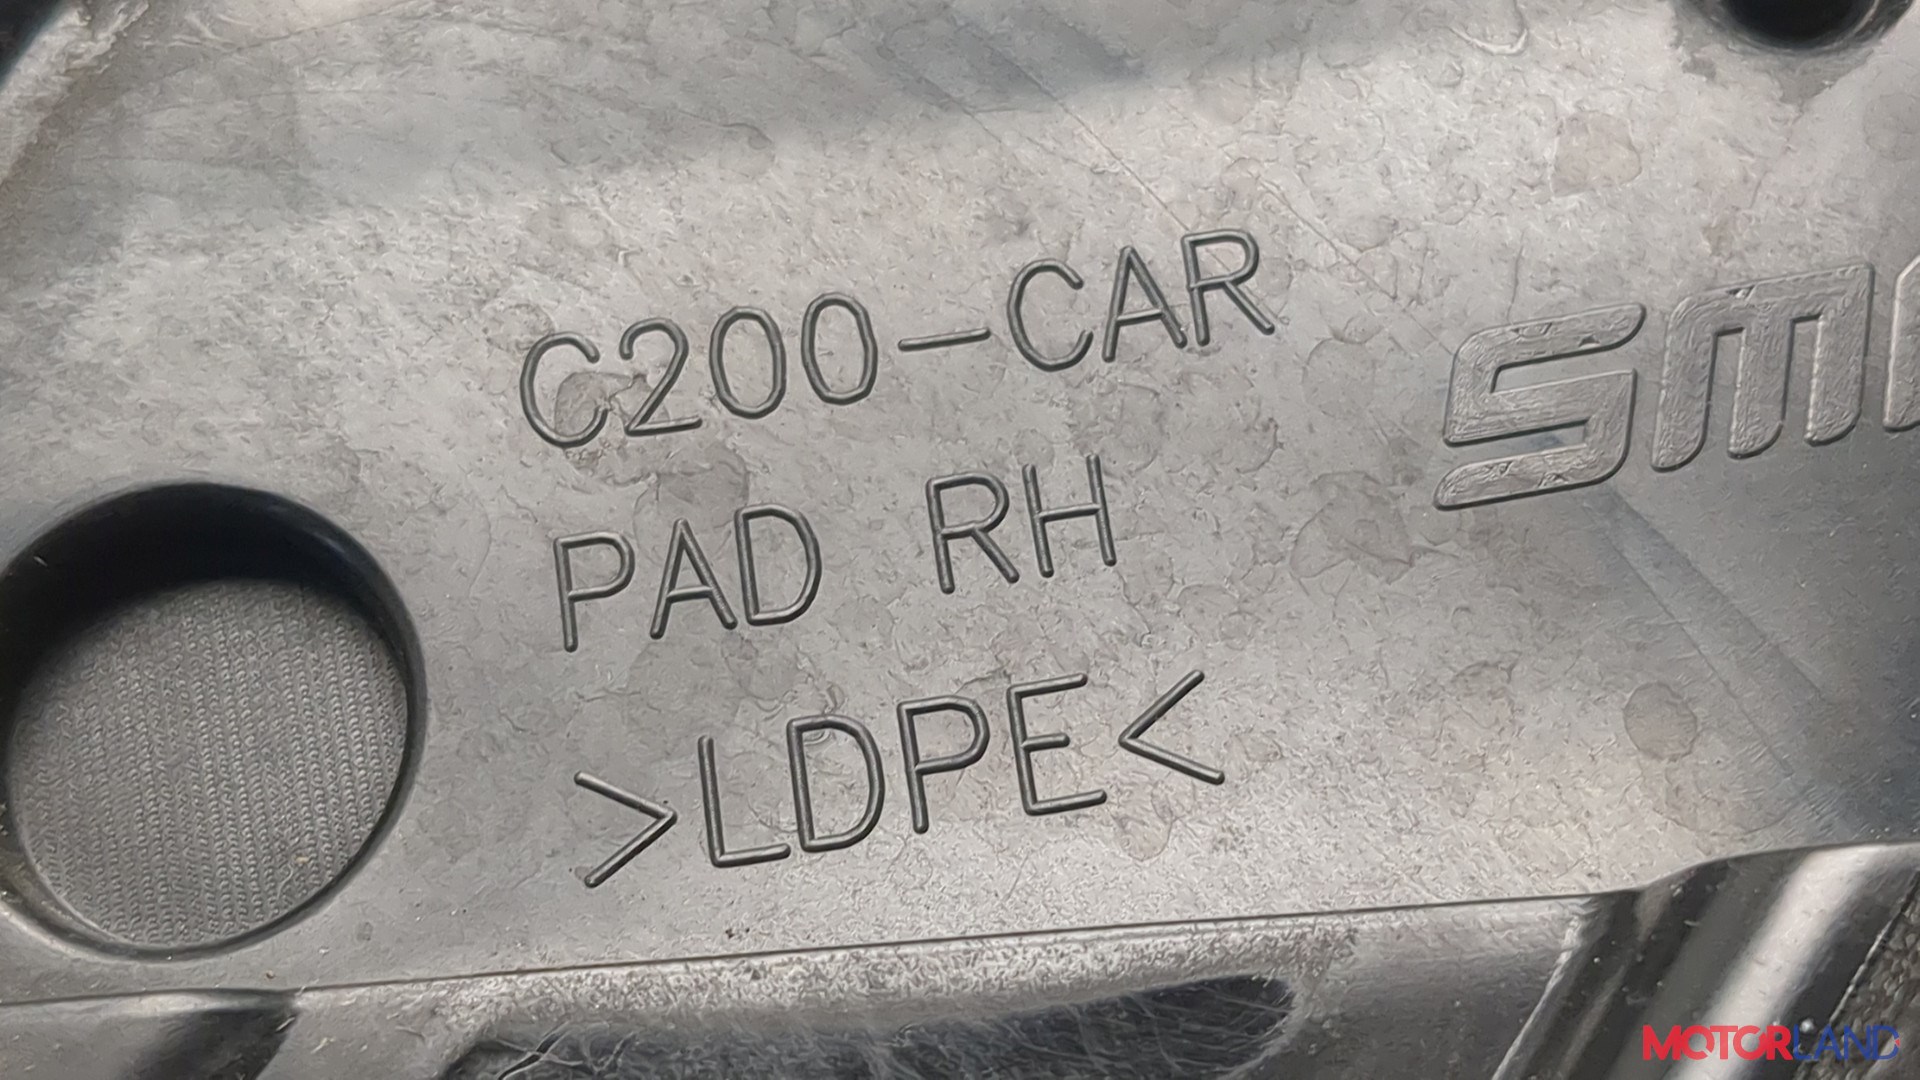 C200-CAR
PAD RH
>LDPE<
MOTORLAND